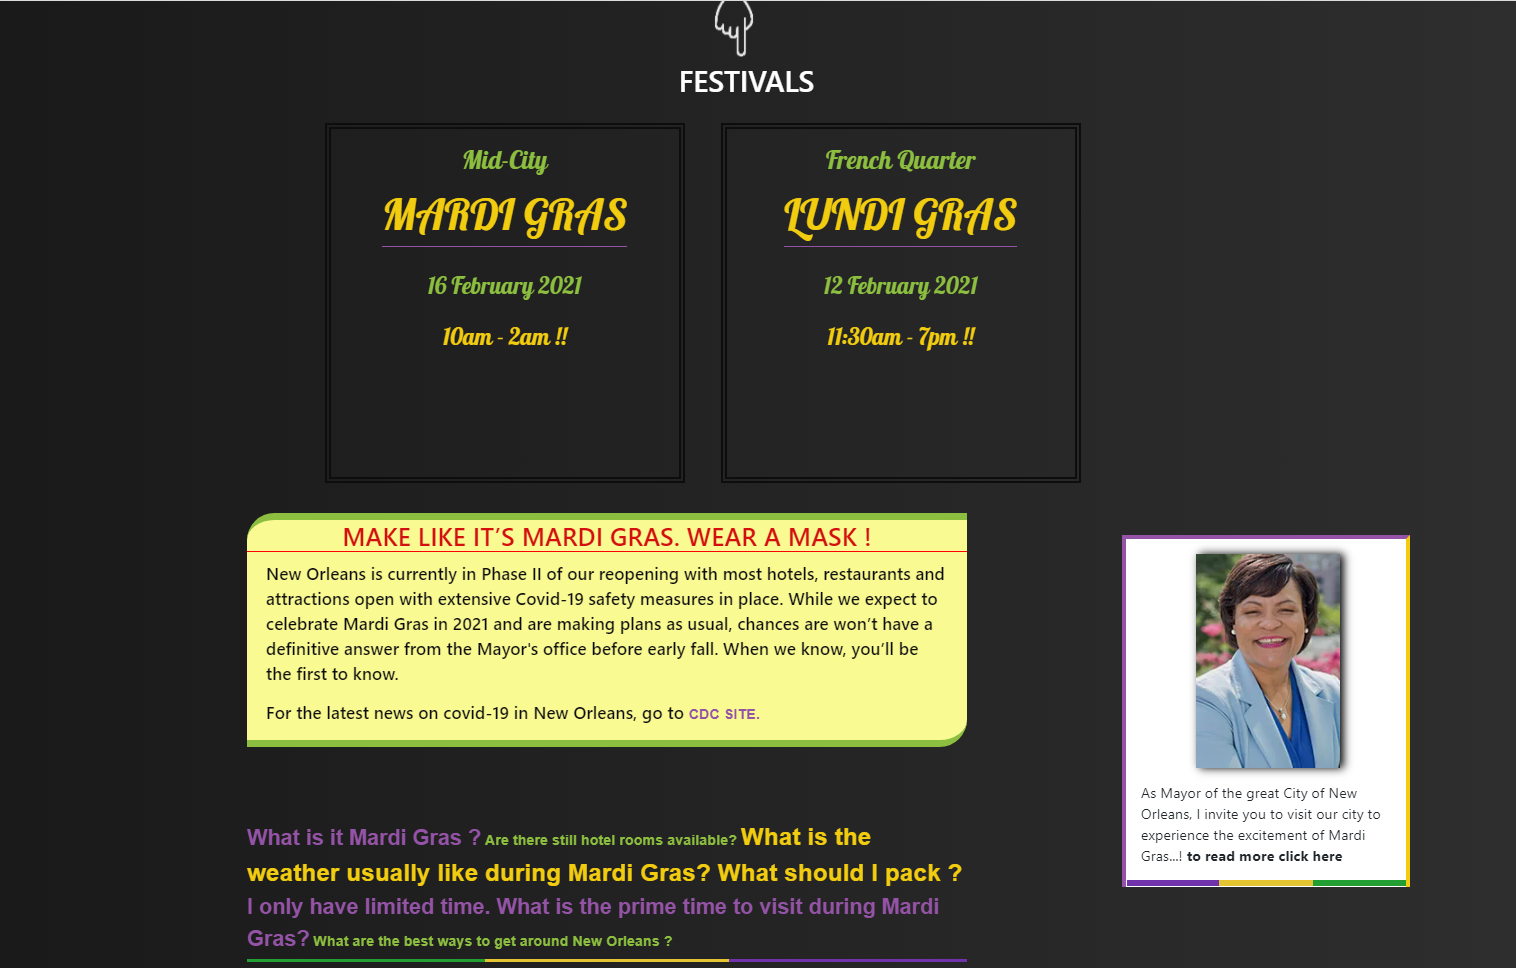 FESTIVALS
Mid-City
MARDI GRAS
16 February 2021
10am - 2am !!
French Quarter
LUNDI GRAS
12 February 2021
11:30am - 7pm !!
MAKE LIKE IT’S MARDI GRAS. WEAR A MASK !
New Orleans is currently in Phase II of our reopening with most hotels, restaurants and
attractions open with extensive Covid-19 safety measures in place. While we expect to
celebrate Mardi Gras in 2021 and are making plans as usual, chances are won’t have a
definitive answer from the Mayor's office before early fall. When we know, you’ll be
the first to know.
For the latest news on covid-19 in New Orleans, go to CDC SITE.
As Mayor of the great City of New
Orleans, I invite you to visit our city to
experience the excitement of Mardi
Gras...! to read more click here
What is it Mardi Gras ? Are there still hotel rooms available? What is the
weather usually like during Mardi Gras? What should I pack ?
I only have limited time. What is the prime time to visit during Mardi
Gras? What are the best ways to get around New Orleans ?